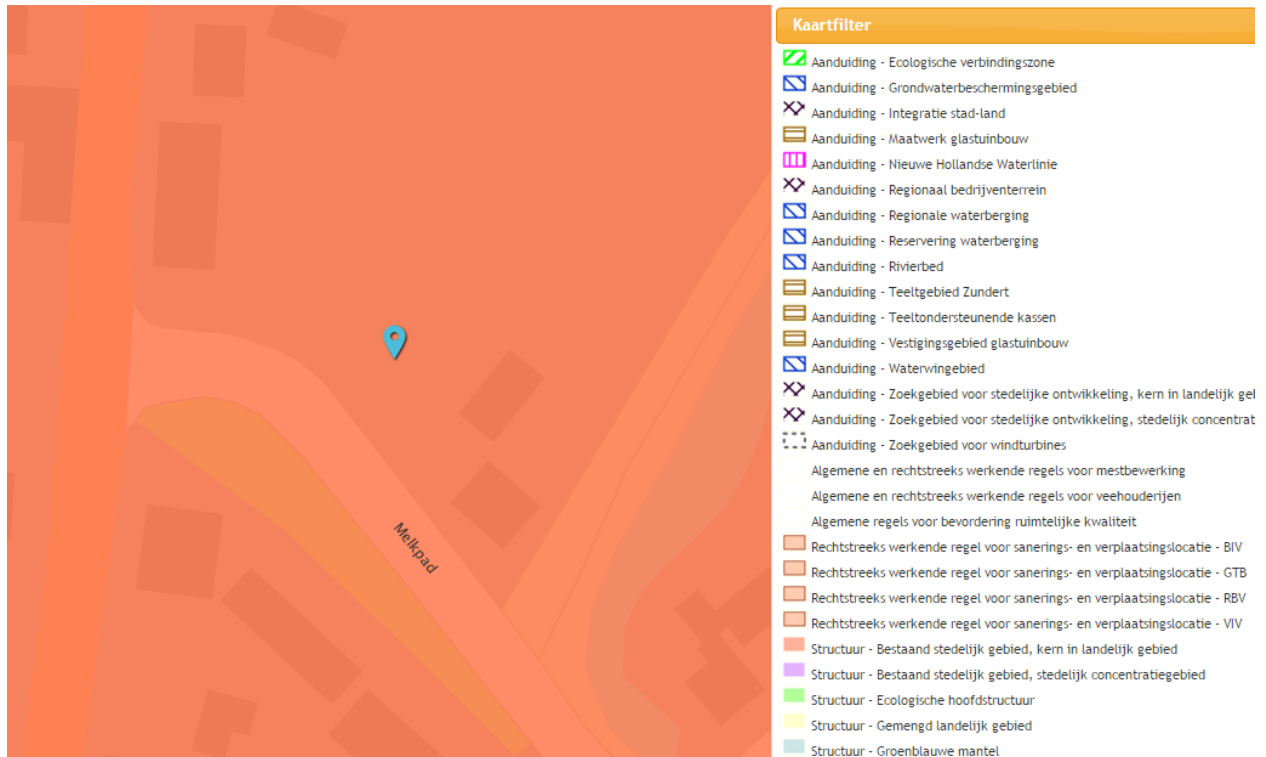 Melkpad
Kaartfilter
Aanduiding - Ecologische verbindingszone
Aanduiding - Grondwaterbeschermingsgebied
Aanduiding - Integratie stad-land
Aanduiding - Maatwerk glastuinbouw
Aanduiding - Nieuwe Hollandse Waterlinie
Aanduiding - Regionaal bedrijventerrein
Aanduiding - Regionale waterberging
Aanduiding - Reservering waterberging
Aanduiding - Rivierbed
Aanduiding - Teeltgebied Zundert
Aanduiding - Teeltondersteunende kassen
Aanduiding - Vestigingsgebied glastuinbouw
Aanduiding - Waterwingebied
Aanduiding - Zoekgebied voor stedelijke ontwikkeling, kern in landelijk gel
Aanduiding - Zoekgebied voor stedelijke ontwikkeling, stedelijk concentrat
Aanduiding - Zoekgebied voor windturbines
Algemene en rechtstreeks werkende regels voor mestbewerking
Algemene en rechtstreeks werkende regels voor veehouderijen
Algemene regels voor bevordering ruimtelijke kwaliteit
Rechtstreeks werkende regel voor sanerings- en verplaatsingslocatie - BIV
Rechtstreeks werkende regel voor sanerings- en verplaatsingslocatie - GTB
Rechtstreeks werkende regel voor sanerings- en verplaatsingslocatie - RBV
Rechtstreeks werkende regel voor sanerings- en verplaatsingslocatie - VIV
Structuur - Bestaand stedelijk gebied, kern in landelijk gebied
Structuur - Bestaand stedelijk gebied, stedelijk concentratiegebied
Structuur - Ecologische hoofdstructuur
Structuur - Gemengd landelijk gebied
Structuur - Groenblauwe mantel